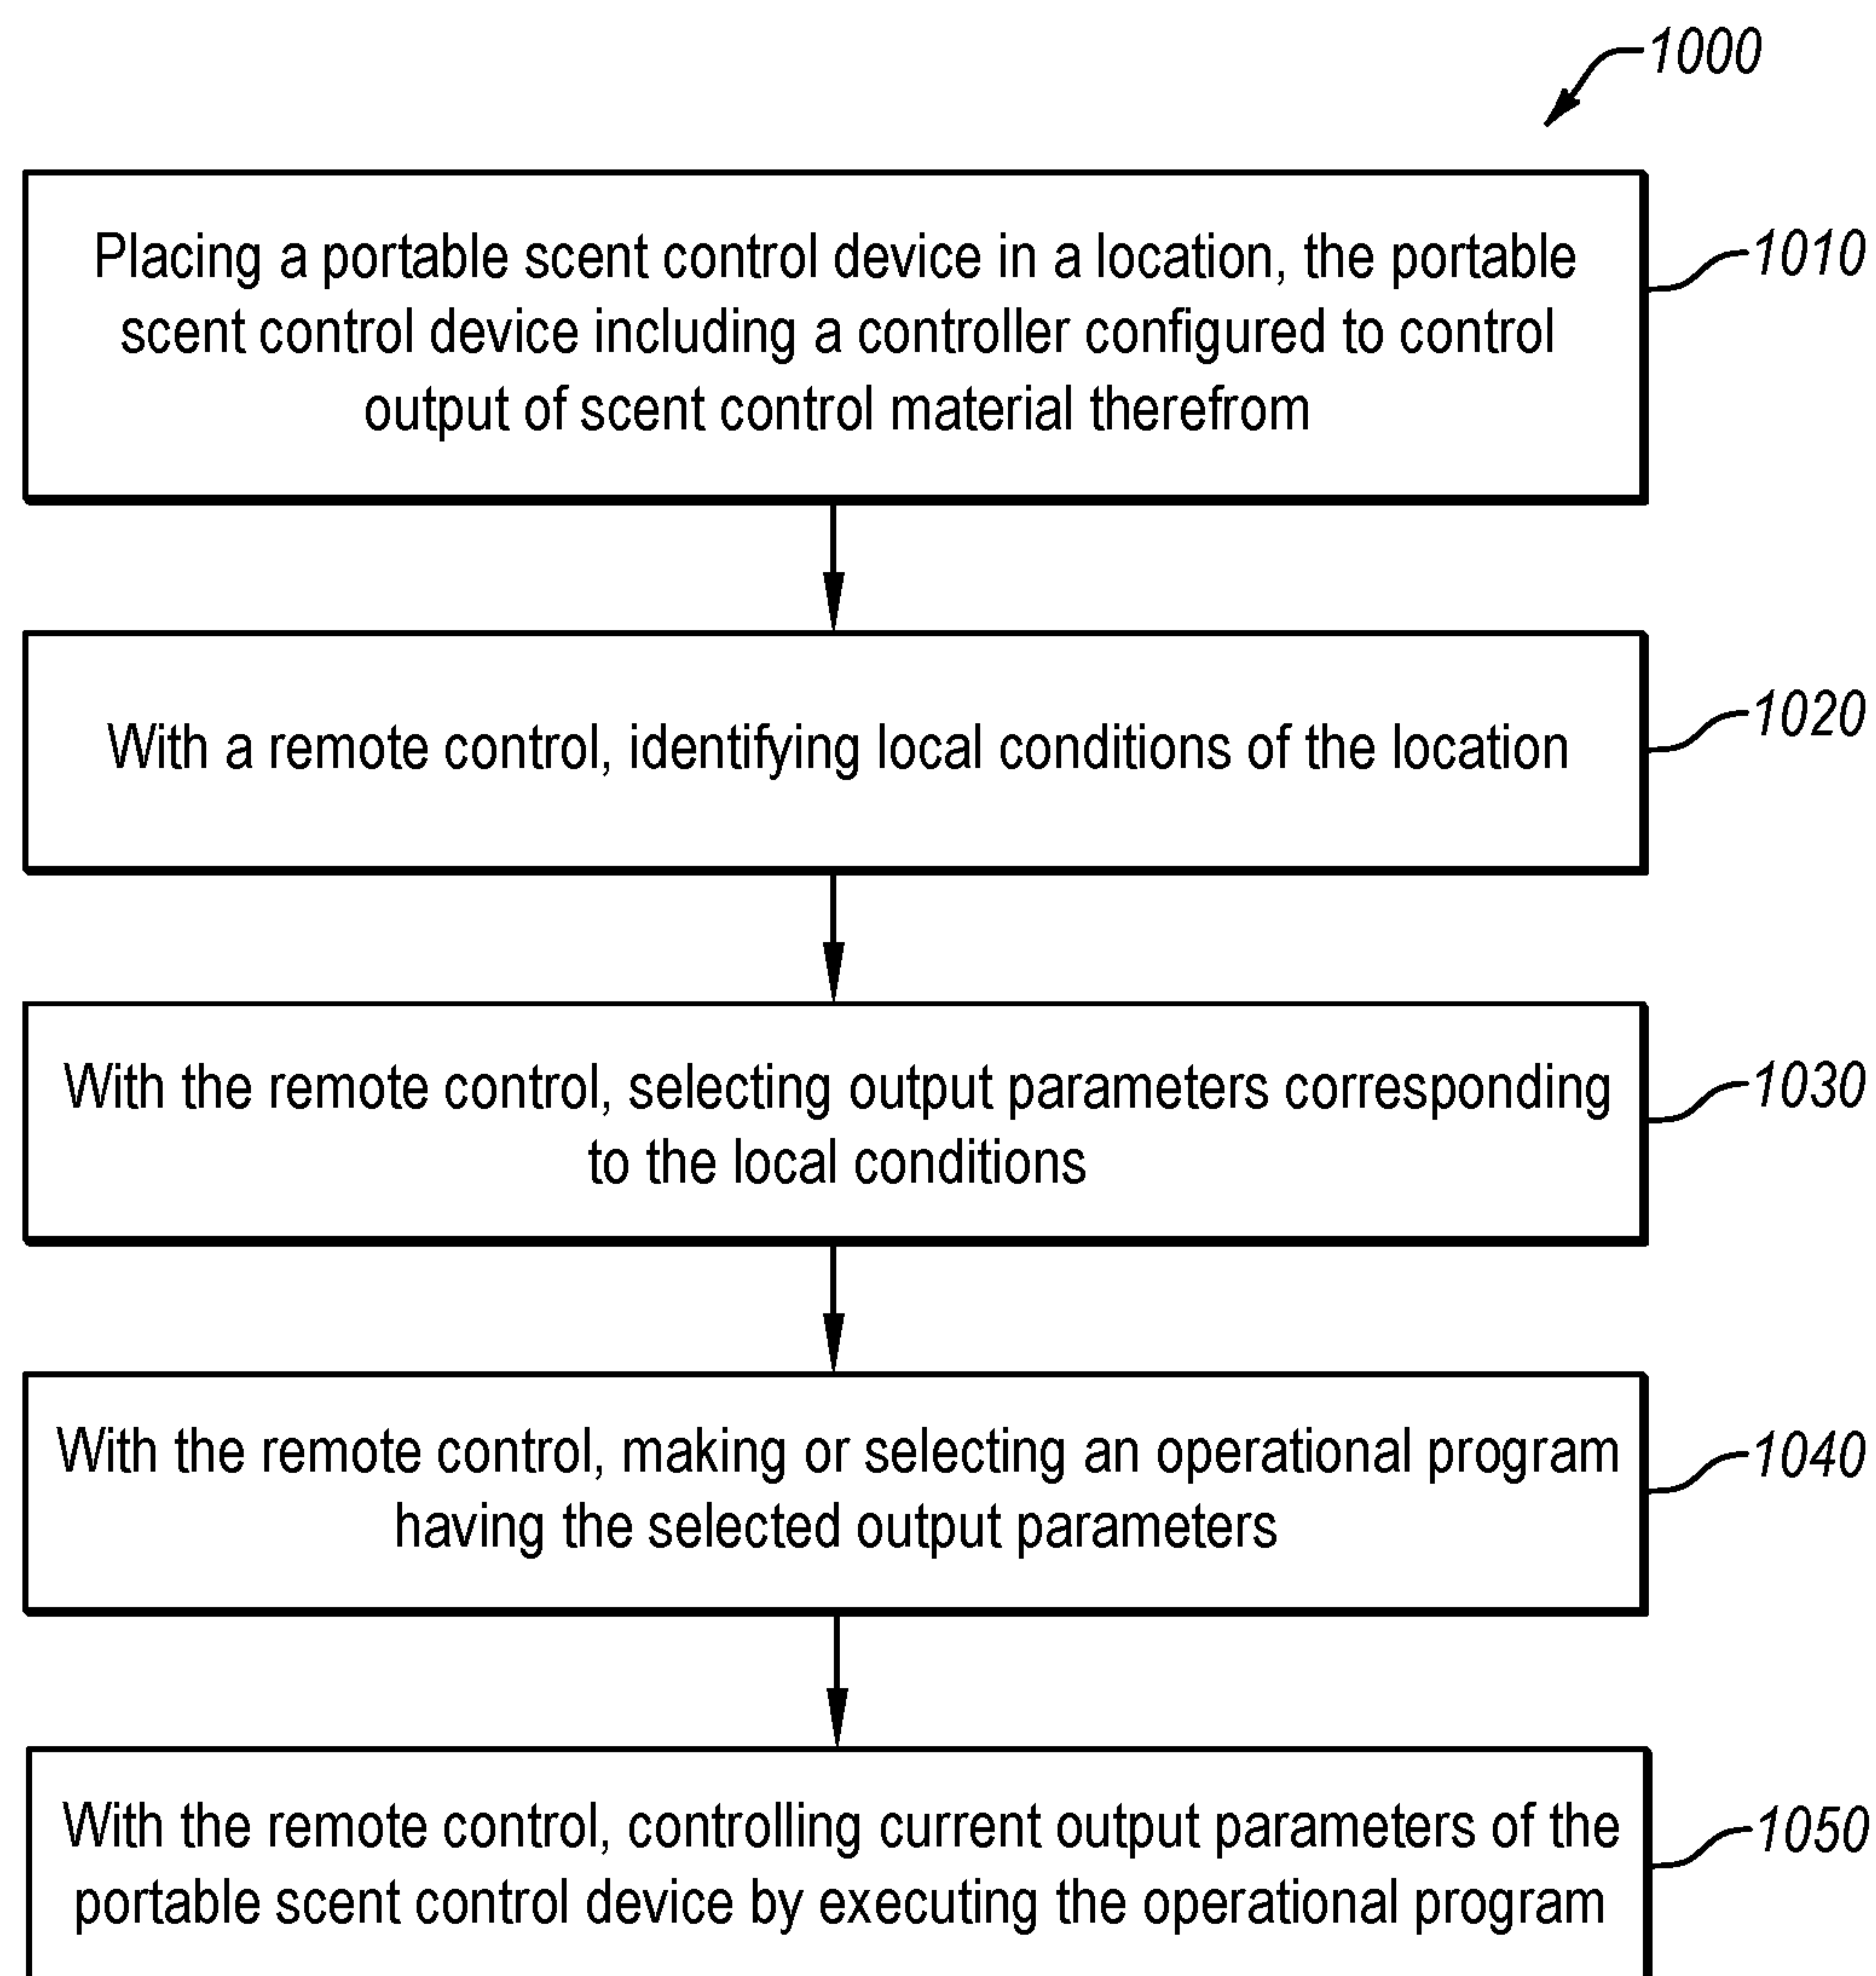 1000
Placing a portable scent control device in a location, the portable
scent control device including a controller configured to control
output of scent control material therefrom
1010
With a remote control, identifying local conditions of the location
1020
With the remote control, selecting output parameters corresponding
to the local conditions
1030
With the remote control, making or selecting an operational program
having the selected output parameters
1040
With the remote control, controlling current output parameters of the
portable scent control device by executing the operational program
1050